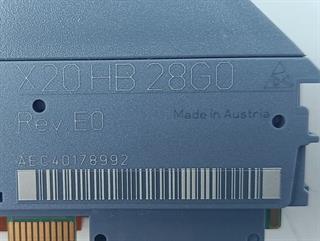 X20 HB 28G0
Rev. E0
Made in Austria
AEC40178992